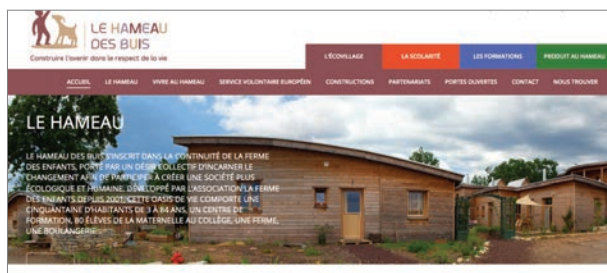 LE HAMEAU
DES BUIS
Construire l'avenir dans le respect de la vie
L'ÉCOVILLAGE LA SCOLARITÉ LES FORMATIONS PRODUIT AU HAMEAU
ACCUEIL LE HAMEAU VIVRE AU HAMEAU SERVICE VOLONTAIRE EUROPÉEN CONSTRUCTIONS PARTENARIATS PORTES OUVERTES CONTACT NOUS TROUVER
LE HAMEAU
LE HAMEAU DES BUIS S'INSCRIT DANS LA CONTINUITÉ DE LA FERME
DES ENFANTS, PORTÉ PAR UN DÉSIR COLLECTIF D'INCARNER LE
CHANGEMENT AFIN DE PARTICIPER À CRÉER UNE SOCIÉTÉ PLUS
ÉCOLOGIQUE ET HUMAINE. DÉVELOPPÉ PAR L'ASSOCIATION LA FERME
DES ENFANTS DEPUIS 2001, CETTE OASIS DE VIE COMPORTE UNE
CINQUANTAINE D'HABITANTS DE 3 À 84 ANS, UN CENTRE DE
FORMATION, 80 ÉLÈVES DE LA MATERNELLE AU COLLÈGE, UNE FERME,
UNE BOULANGERIE...